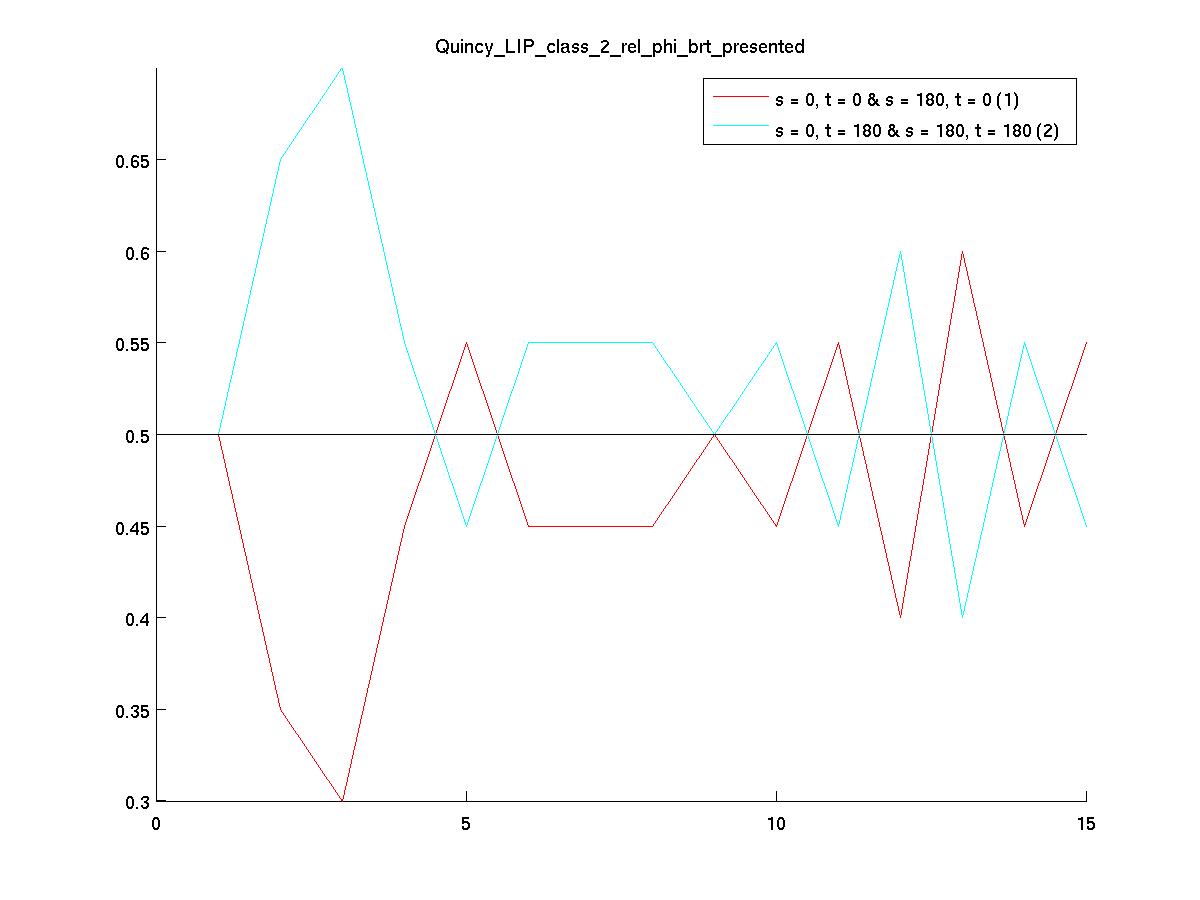 Quincy_LIP_class_2_rel_phi_brt_presented
s = 0, t = 0 & s = 180, t = 0 (1)
s = 0, t = 180 & s = 180, t = 180 (2)
0.65
0.6
0.55
0.5
0.45
0.4
0.35
0.3
0 5 10 15